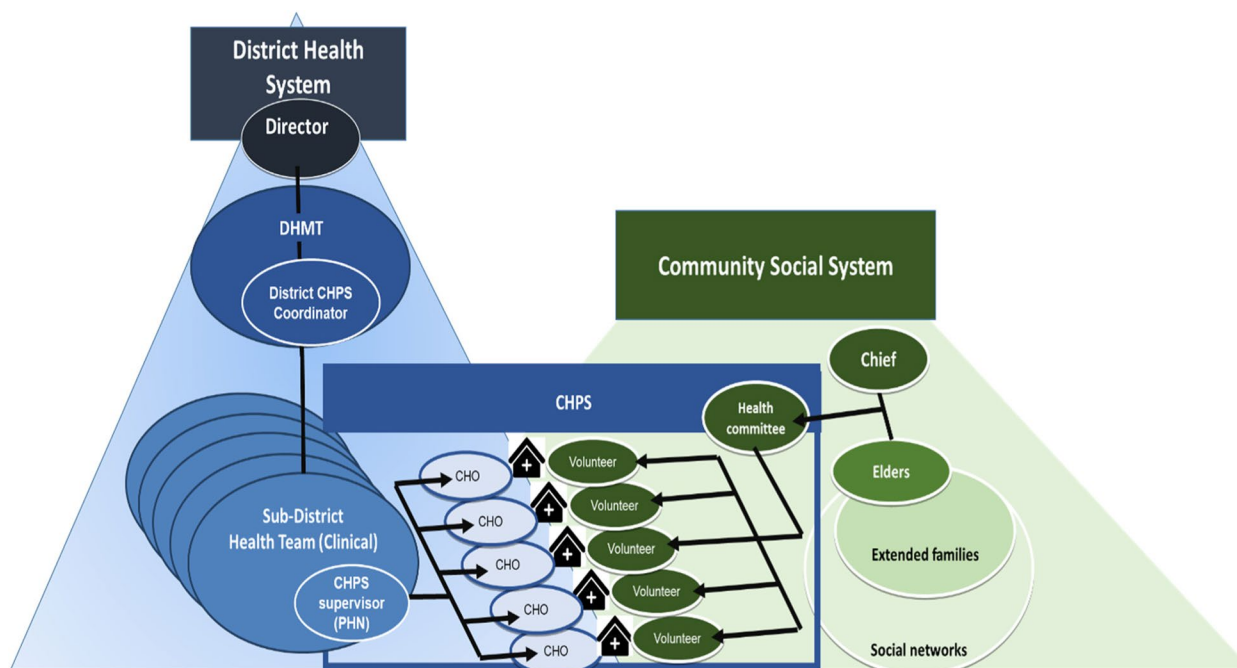 District Health
System
Director
DHMT
District CHPS
Coordinator
Sub-District
Health Team (Clinical)
CHPS
supervisor
(PHN)
CHPS
CHO
CHO
CHO
CHO
CHO
Volunteer
Volunteer
Volunteer
Volunteer
Volunteer
Health
committee
Community Social System
Chief
Elders
Extended families
Social networks